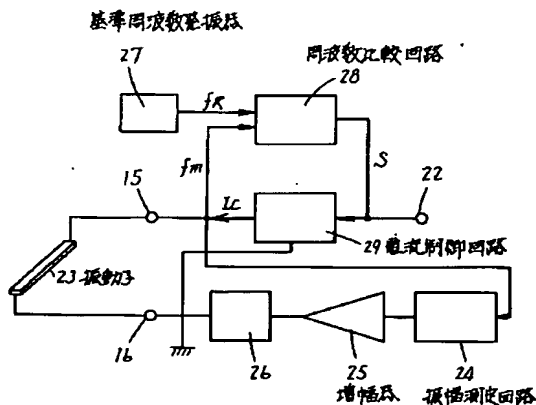 基準周波数発振器
27
周波数比較回路
28
fR
fm
S
15
Ic
22
29 電流制御回路
23 振動子
16
26
25
24
増幅器
振幅測定回路